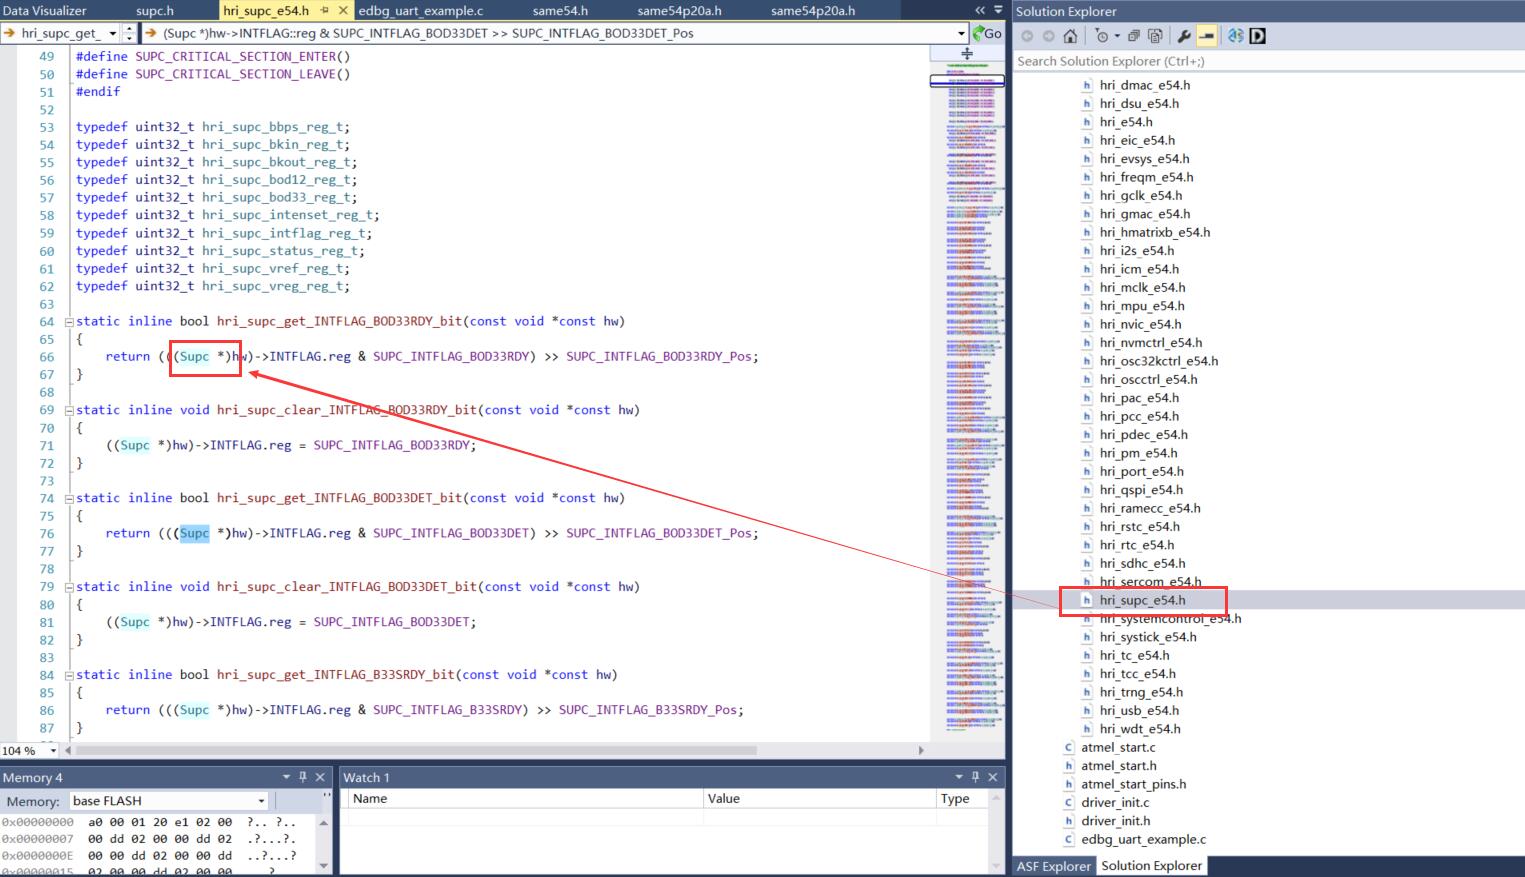 Data Visualizer supc.h hri_supc_e54.h edbg_uart_example.c same54.h same54p20a.h same54p20a.h
hri_supc_get_ (Supc *)hw->INTFLAG::reg & SUPC_INTFLAG_BOD33DET >> SUPC_INTFLAG_BOD33DET_Pos Go
49 #define SUPC_CRITICAL_SECTION_ENTER()
50 #define SUPC_CRITICAL_SECTION_LEAVE()
51 #endif
52
53 typedef uint32_t hri_supc_bbps_reg_t;
54 typedef uint32_t hri_supc_bkin_reg_t;
55 typedef uint32_t hri_supc_bkout_reg_t;
56 typedef uint32_t hri_supc_bod12_reg_t;
57 typedef uint32_t hri_supc_bod33_reg_t;
58 typedef uint32_t hri_supc_intenset_reg_t;
59 typedef uint32_t hri_supc_intflag_reg_t;
60 typedef uint32_t hri_supc_status_reg_t;
61 typedef uint32_t hri_supc_vref_reg_t;
62 typedef uint32_t hri_supc_vreg_reg_t;
63
64 static inline bool hri_supc_get_INTFLAG_BOD33RDY_bit(const void *const hw)
65 {
66 return (((Supc *)hw)->INTFLAG.reg & SUPC_INTFLAG_BOD33RDY) >> SUPC_INTFLAG_BOD33RDY_Pos;
67 }
68
69 static inline void hri_supc_clear_INTFLAG_BOD33RDY_bit(const void *const hw)
70 {
71 ((Supc *)hw)->INTFLAG.reg = SUPC_INTFLAG_BOD33RDY;
72 }
73
74 static inline bool hri_supc_get_INTFLAG_BOD33DET_bit(const void *const hw)
75 {
76 return (((Supc *)hw)->INTFLAG.reg & SUPC_INTFLAG_BOD33DET) >> SUPC_INTFLAG_BOD33DET_Pos;
77 }
78
79 static inline void hri_supc_clear_INTFLAG_BOD33DET_bit(const void *const hw)
80 {
81 ((Supc *)hw)->INTFLAG.reg = SUPC_INTFLAG_BOD33DET;
82 }
83
84 static inline bool hri_supc_get_INTFLAG_B33SRDY_bit(const void *const hw)
85 {
86 return (((Supc *)hw)->INTFLAG.reg & SUPC_INTFLAG_B33SRDY) >> SUPC_INTFLAG_B33SRDY_Pos;
87 }
104 %
Memory 4
Memory: base FLASH
0x00000000 a0 00 01 20 e1 02 00 ?.. ?..
0x00000007 00 dd 02 00 00 dd 02 .?...?.
0x0000000E 00 00 dd 02 00 00 dd ..?...?
0x00000015 02 00 00 dd 02 00 00
Watch 1
Name Value Type
Solution Explorer
Search Solution Explorer (Ctrl+;)
hri_dmac_e54.h
hri_dsu_e54.h
hri_e54.h
hri_eic_e54.h
hri_evsys_e54.h
hri_freqm_e54.h
hri_gclk_e54.h
hri_gmac_e54.h
hri_hmatrixb_e54.h
hri_i2s_e54.h
hri_icm_e54.h
hri_mclk_e54.h
hri_mpu_e54.h
hri_nvic_e54.h
hri_nvmctrl_e54.h
hri_osc32kctrl_e54.h
hri_oscctrl_e54.h
hri_pac_e54.h
hri_pcc_e54.h
hri_pdec_e54.h
hri_pm_e54.h
hri_port_e54.h
hri_qspi_e54.h
hri_ramecc_e54.h
hri_rstc_e54.h
hri_rtc_e54.h
hri_sdhc_e54.h
hri_sercom_e54.h
hri_supc_e54.h
hri_systemcontrol_e54.h
hri_systick_e54.h
hri_tc_e54.h
hri_tcc_e54.h
hri_trng_e54.h
hri_usb_e54.h
hri_wdt_e54.h
atmel_start.c
atmel_start.h
atmel_start_pins.h
driver_init.c
driver_init.h
edbg_uart_example.c
ASF Explorer Solution Explorer